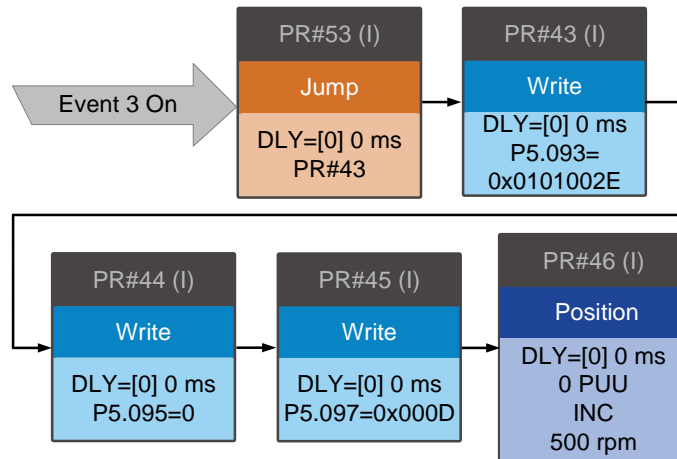 Event 3 On
PR#53 (I)
Jump
DLY=[0] 0 ms
PR#43
PR#43 (I)
Write
DLY=[0] 0 ms
P5.093=
0x0101002E
PR#44 (I)
Write
DLY=[0] 0 ms
P5.095=0
PR#45 (I)
Write
DLY=[0] 0 ms
P5.097=0x000D
PR#46 (I)
Position
DLY=[0] 0 ms
0 PUU
INC
500 rpm